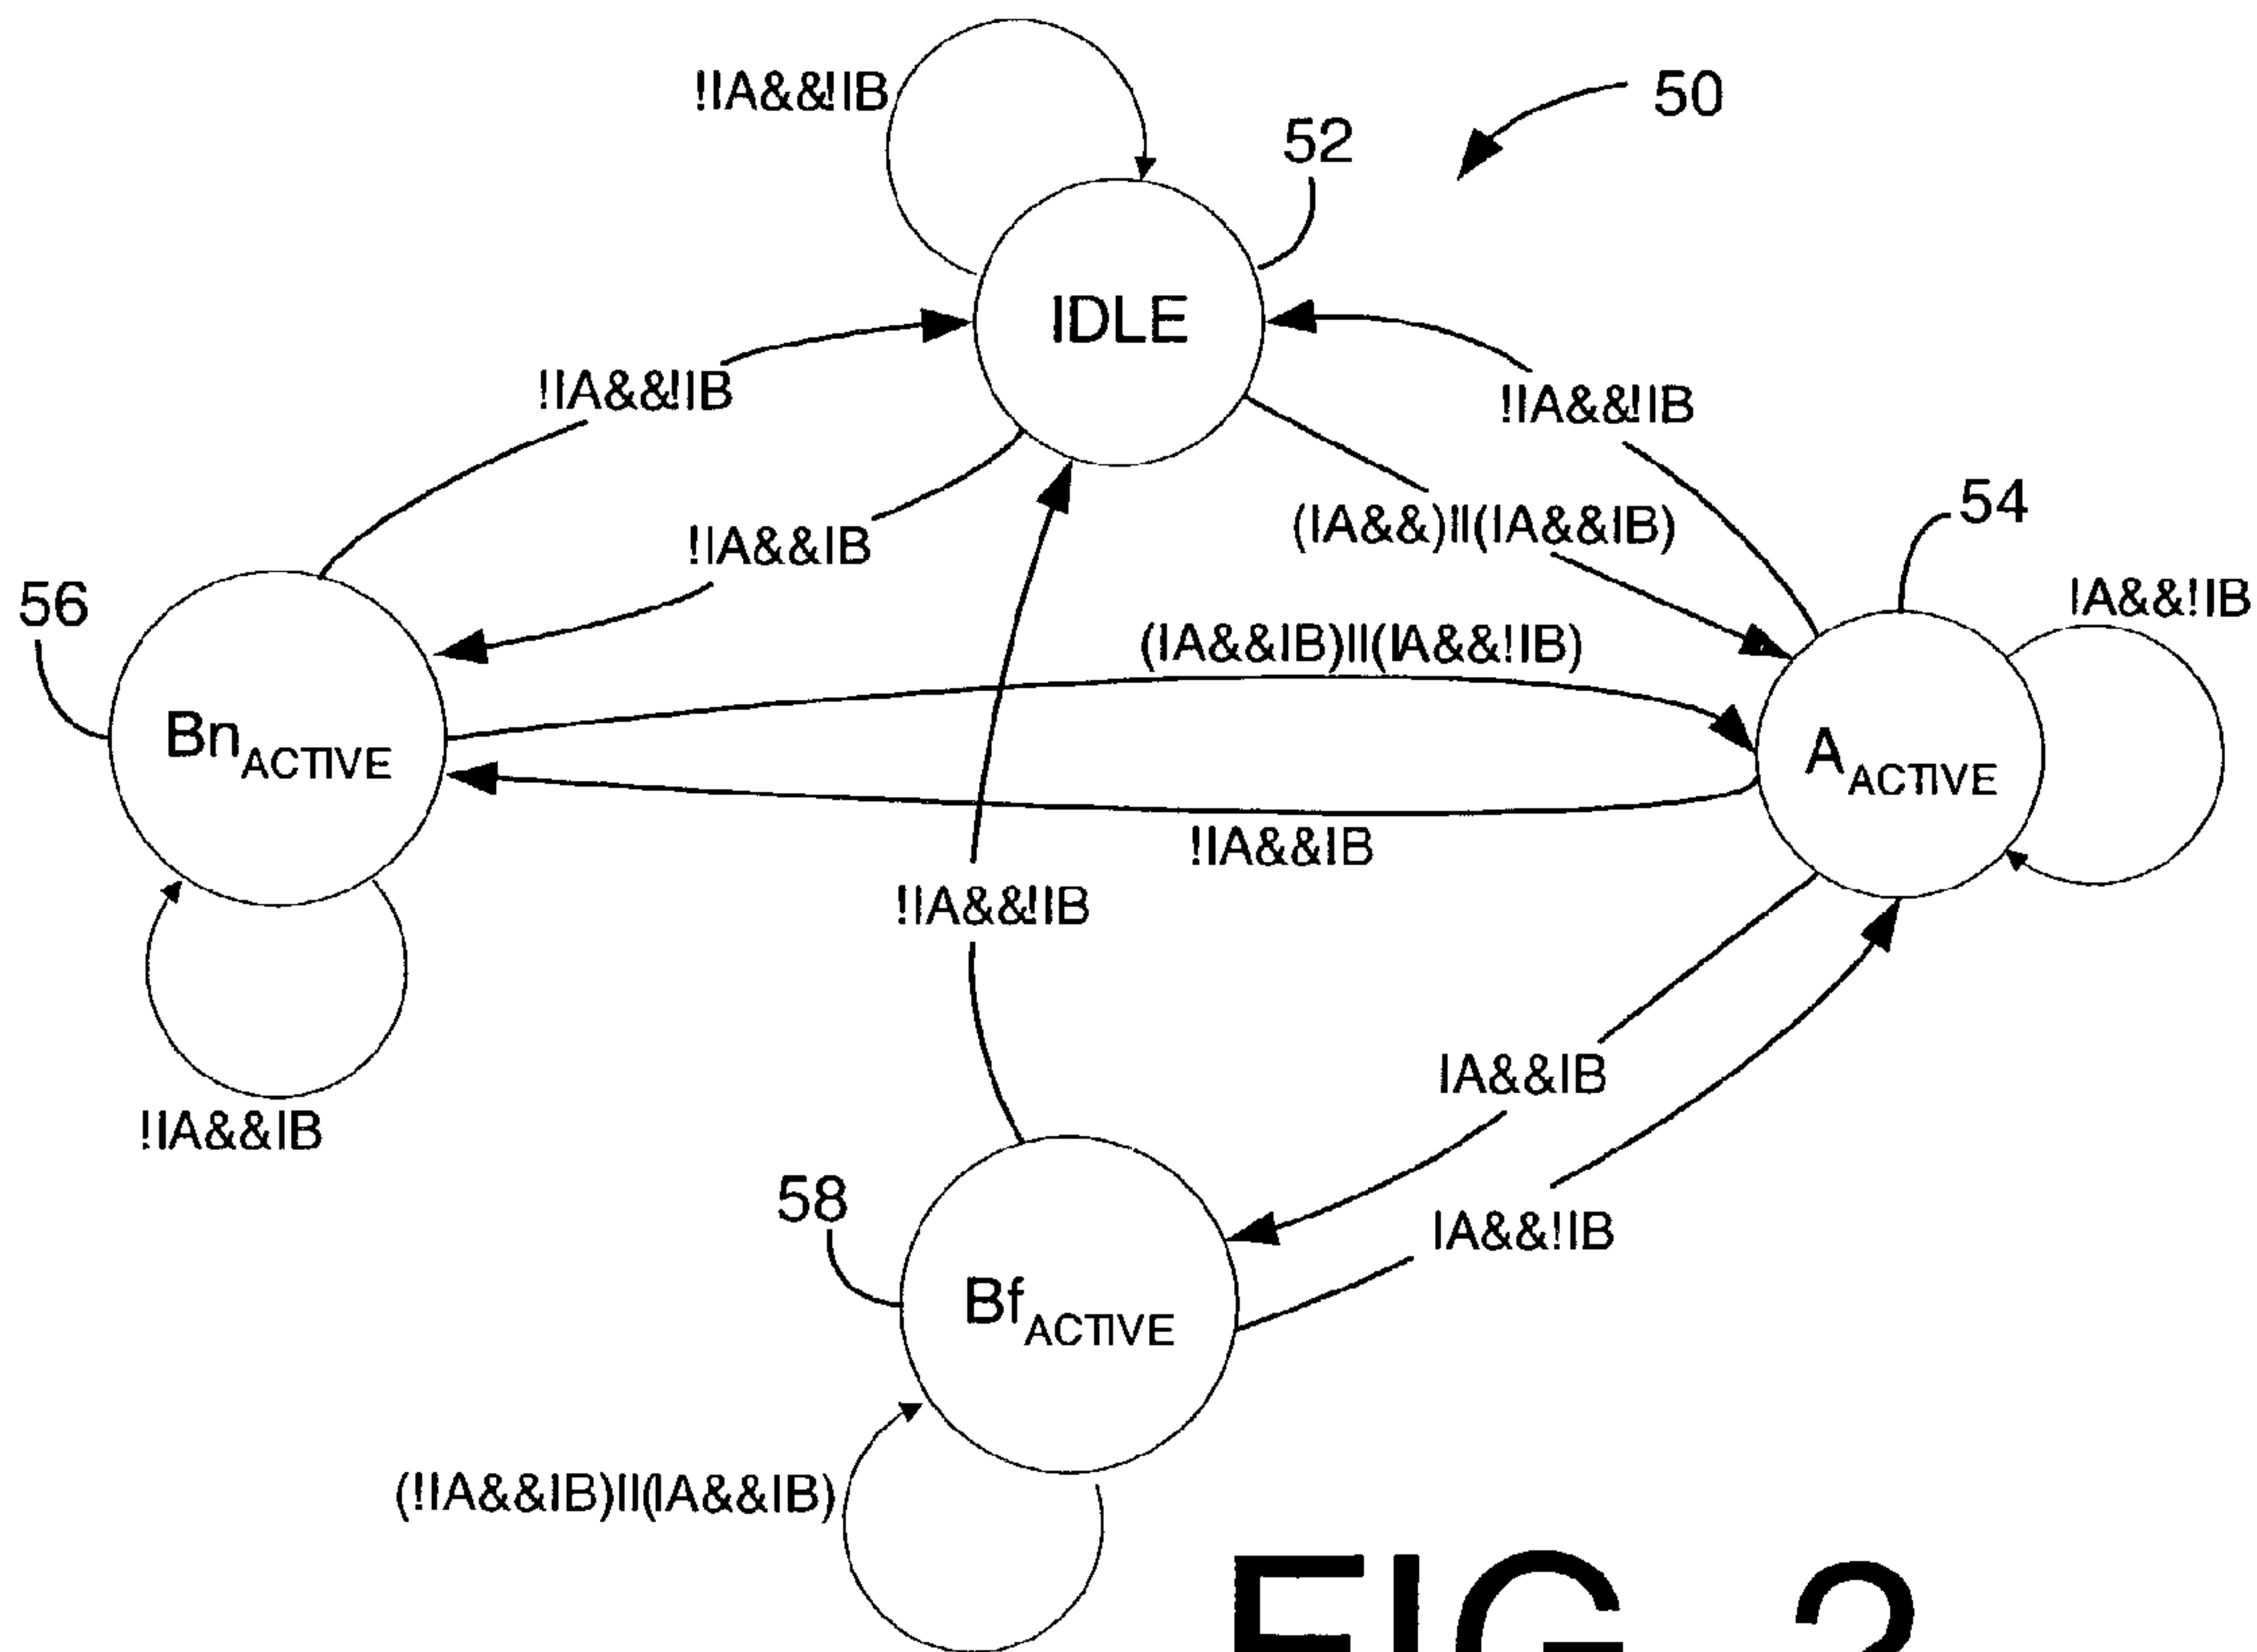 !IA&&!IB
50
52
IDLE
!IA&&!IB
!IA&&!IB
(IA&&)II(IA&&IB)
54
!IA&&IB
56
IA&&!IB
(IA&&IB)II(IA&&!IB)
BnACTIVE
AACTIVE
!IA&&IB
!IA&&!IB
IA&&IB
!IA&&IB
58
IA&&!IB
BfACTIVE
(!IA&&IB)II(IA&&IB)
FIG. 2